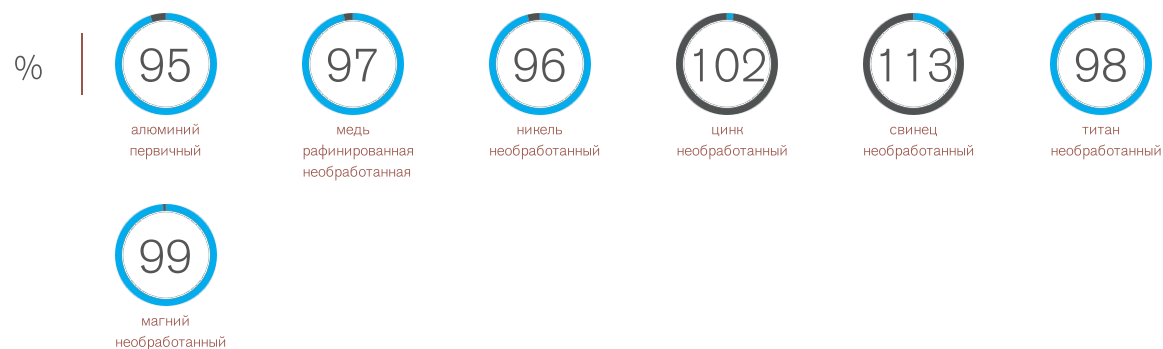 %
95
97
96
102
113
98
алюминий
первичный
медь
рафинированная
необработанная
никель
необработанный
цинк
необработанный
свинец
необработанный
титан
необработанный
99
магний
необработанный